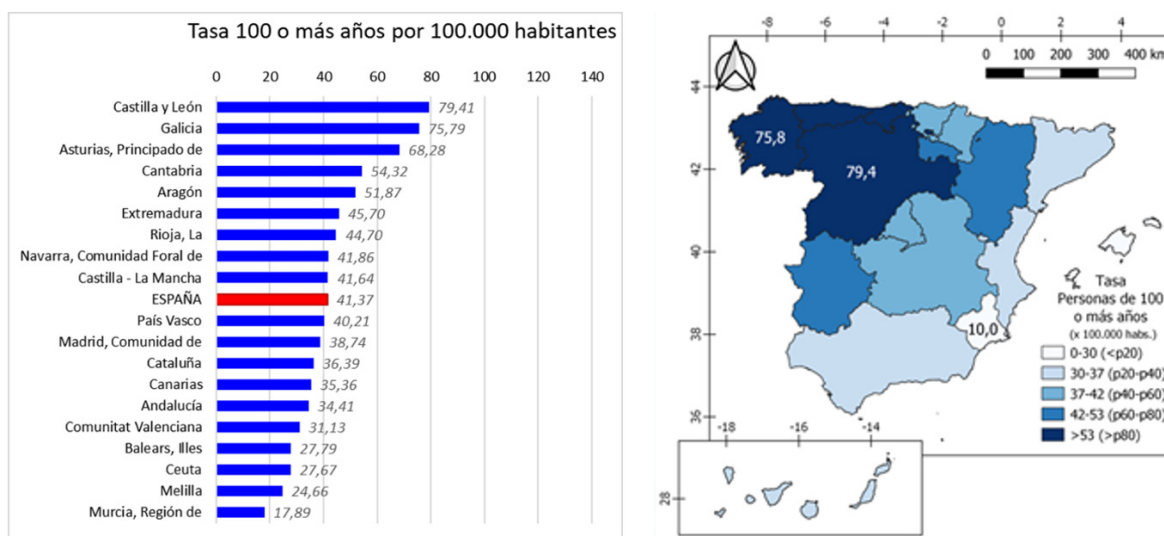 Tasa 100 o más años por 100.000 habitantes
0 20 40 60 80 100 120 140
Castilla y León 79,41
Galicia 75,79
Asturias, Principado de 68,28
Cantabria 54,32
Aragón 51,87
Extremadura 45,70
Rioja, La 44,70
Navarra, Comunidad Foral de 41,86
Castilla - La Mancha 41,64
ESPAÑA 41,37
País Vasco 40,21
Madrid, Comunidad de 38,74
Cataluña 36,39
Canarias 35,36
Andalucía 34,41
Comunitat Valenciana 31,13
Balears, Illes 27,79
Ceuta 27,67
Melilla 24,66
Murcia, Región de 17,89
-8 -6 -4 -2 0 2 4
0 100 200 300 400 km
44
42
40
38
36
75,8
79,4
10,0
Tasa
Personas de 100
o más años
(x 100.000 habs.)
0-30 (<p20)
30-37 (p20-p40)
37-42 (p40-p60)
42-53 (p60-p80)
>53 (>p80)
-18 -16 -14
28